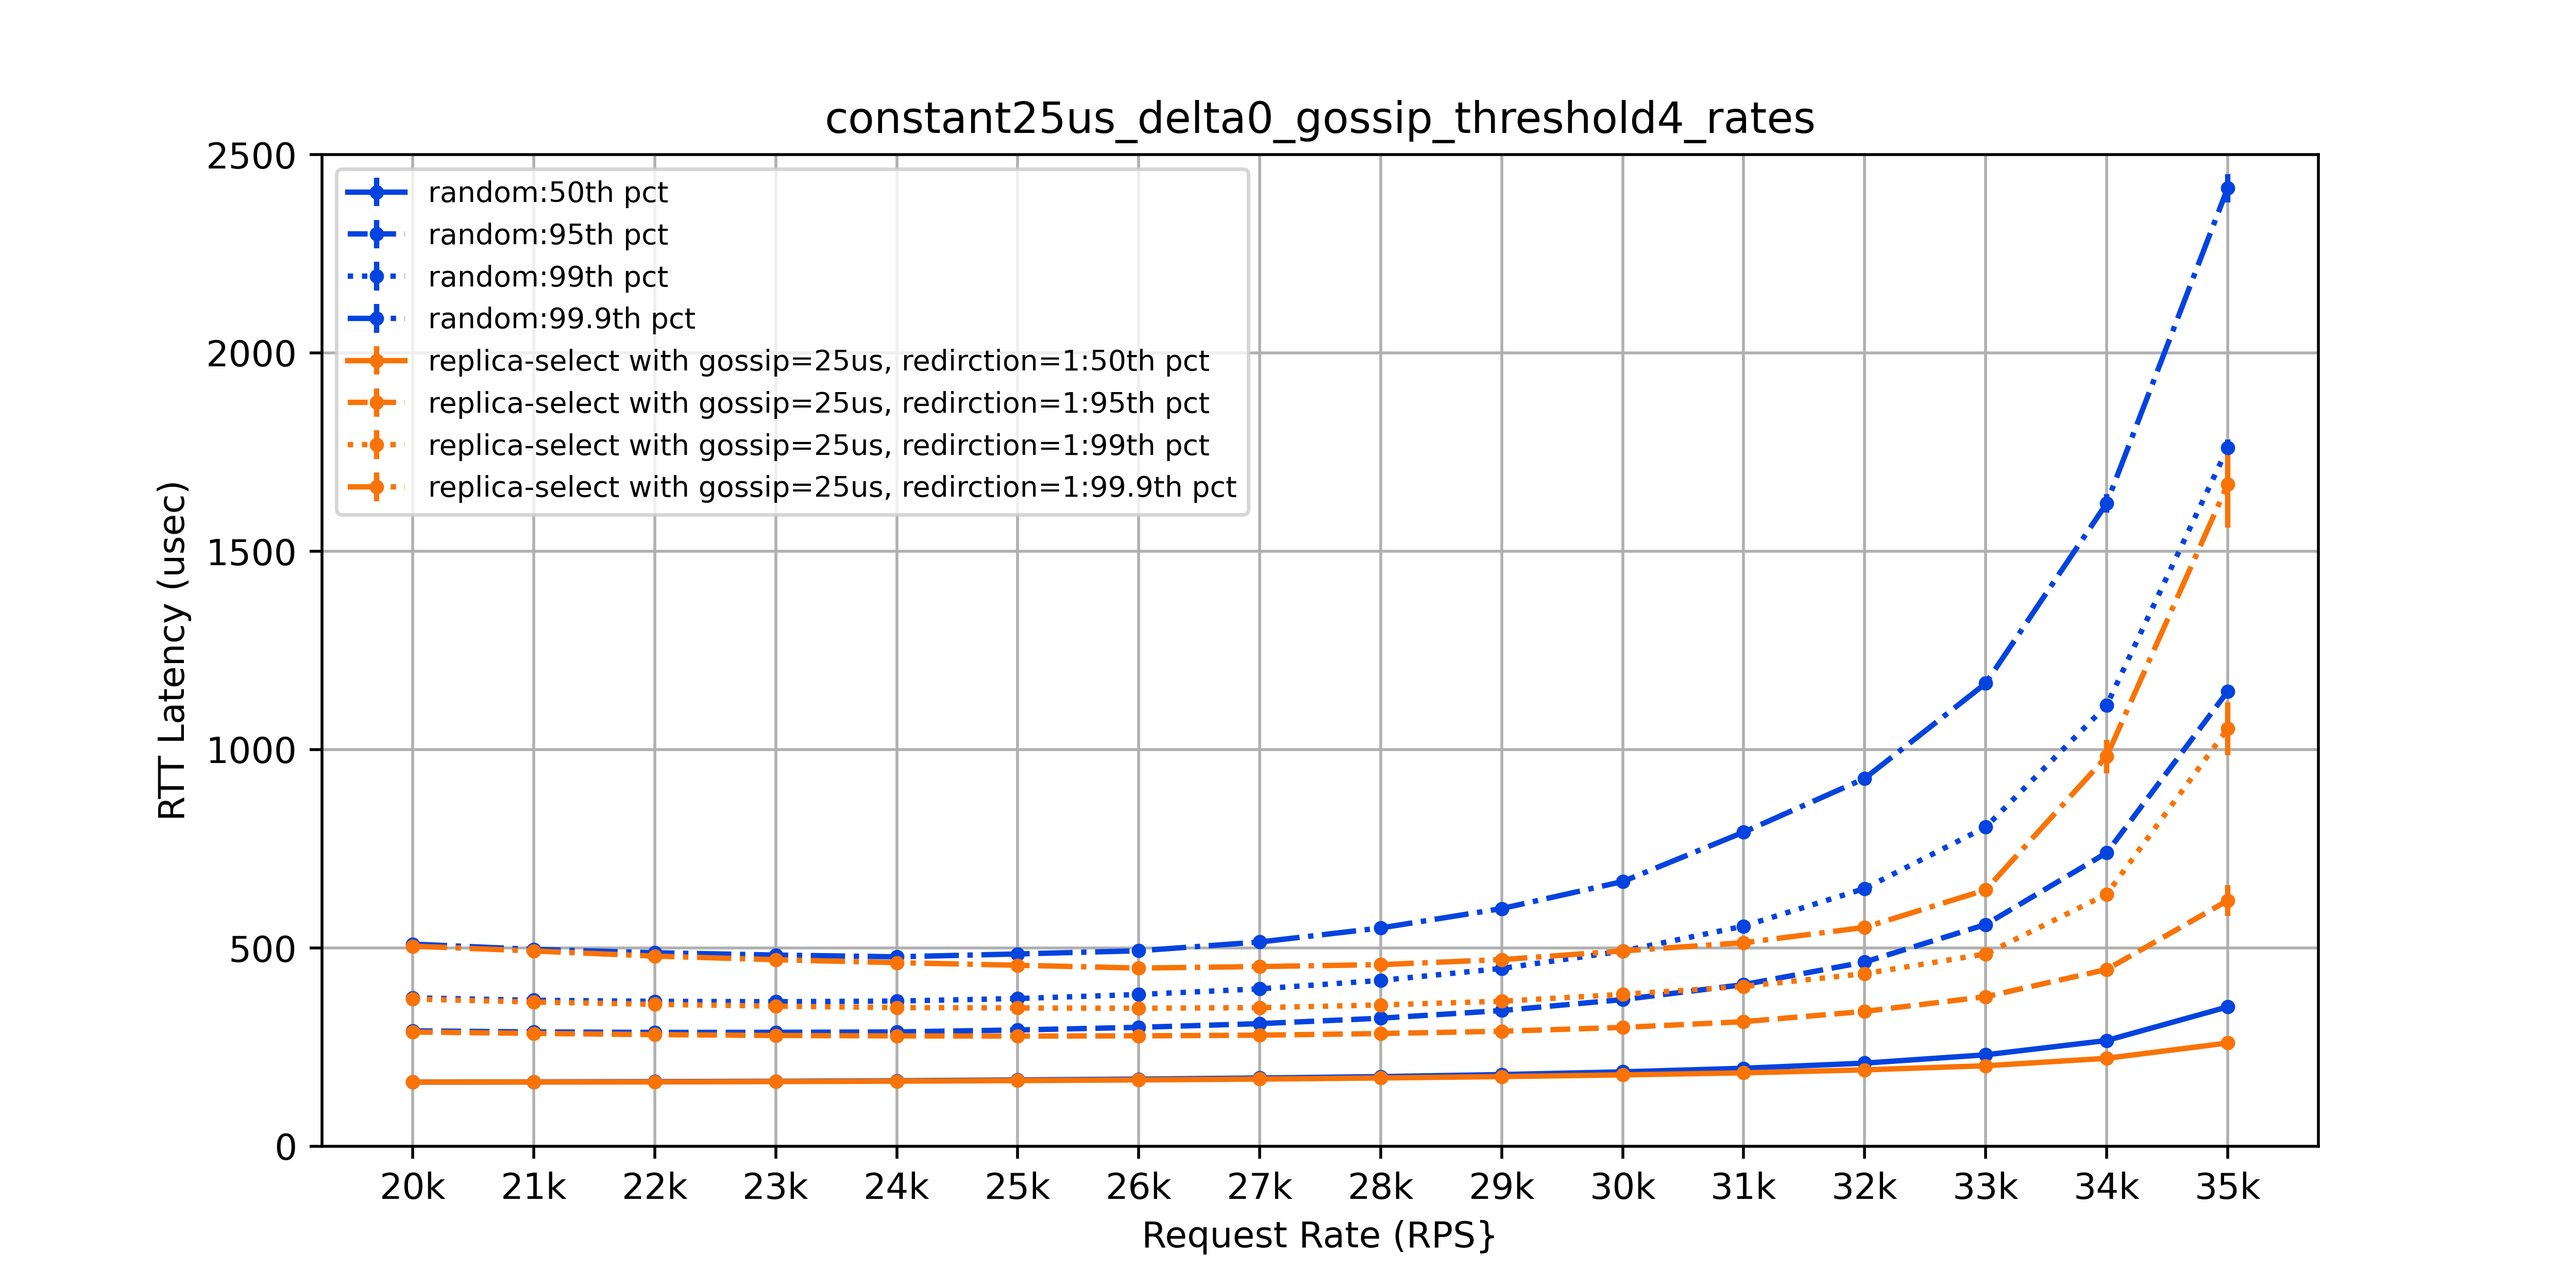 constant25us_delta0_gossip_threshold4_rates
2500
2000
1500
1000
500
0
RTT Latency (usec)
random:50th pct
random:95th pct
random:99th pct
random:99.9th pct
replica-select with gossip=25us, redirction=1:50th pct
replica-select with gossip=25us, redirction=1:95th pct
replica-select with gossip=25us, redirction=1:99th pct
replica-select with gossip=25us, redirction=1:99.9th pct
20k 21k 22k 23k 24k 25k 26k 27k 28k 29k 30k 31k 32k 33k 34k 35k
Request Rate (RPS}